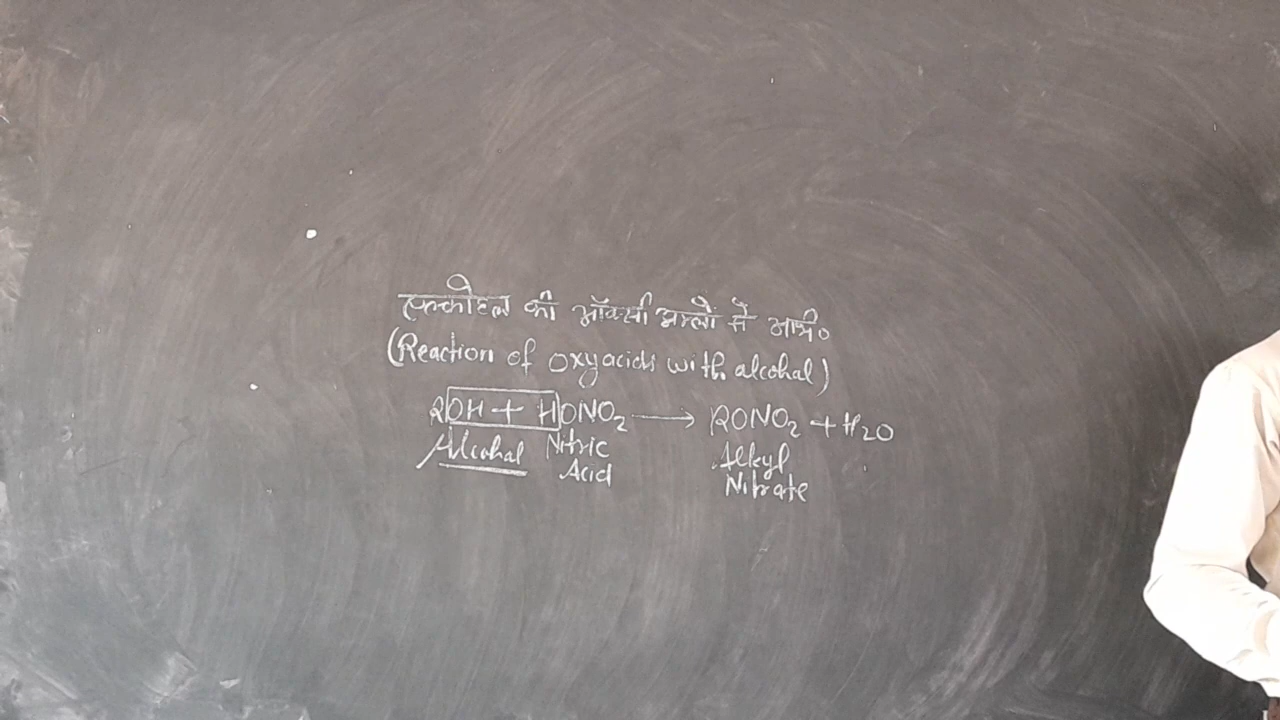 एल्कोहल की ऑक्सी अम्लों से अभि०
(Reaction of oxyacids with alcohal)
ROH + HONO₂ ⟶ RONO₂ + H₂O
Alcohal Nitric Acid Alkyl Nitrate